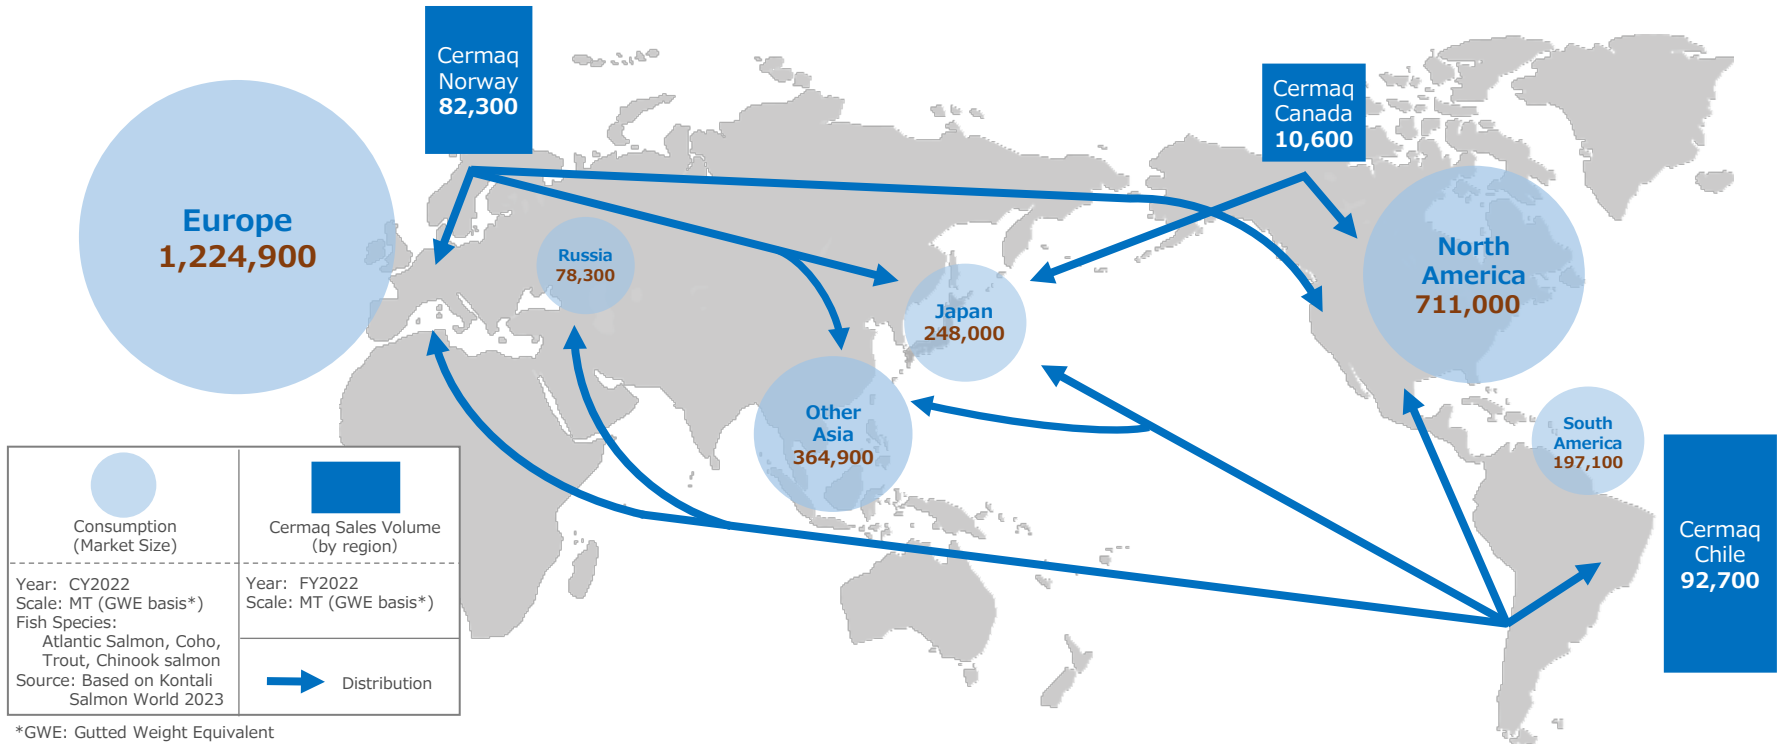 Cermaq
Norway
82,300
Cermaq
Canada
10,600
Europe
1,224,900
Russia
78,300
Japan
248,000
North
America
711,000
Other
Asia
364,900
South
America
197,100
Cermaq
Chile
92,700
Consumption
(Market Size)
Cermaq Sales Volume
(by region)
Year: CY2022
Scale: MT (GWE basis*)
Fish Species:
Atlantic Salmon, Coho,
Trout, Chinook salmon
Source: Based on Kontali
Salmon World 2023
Year: FY2022
Scale: MT (GWE basis*)
Distribution
*GWE: Gutted Weight Equivalent